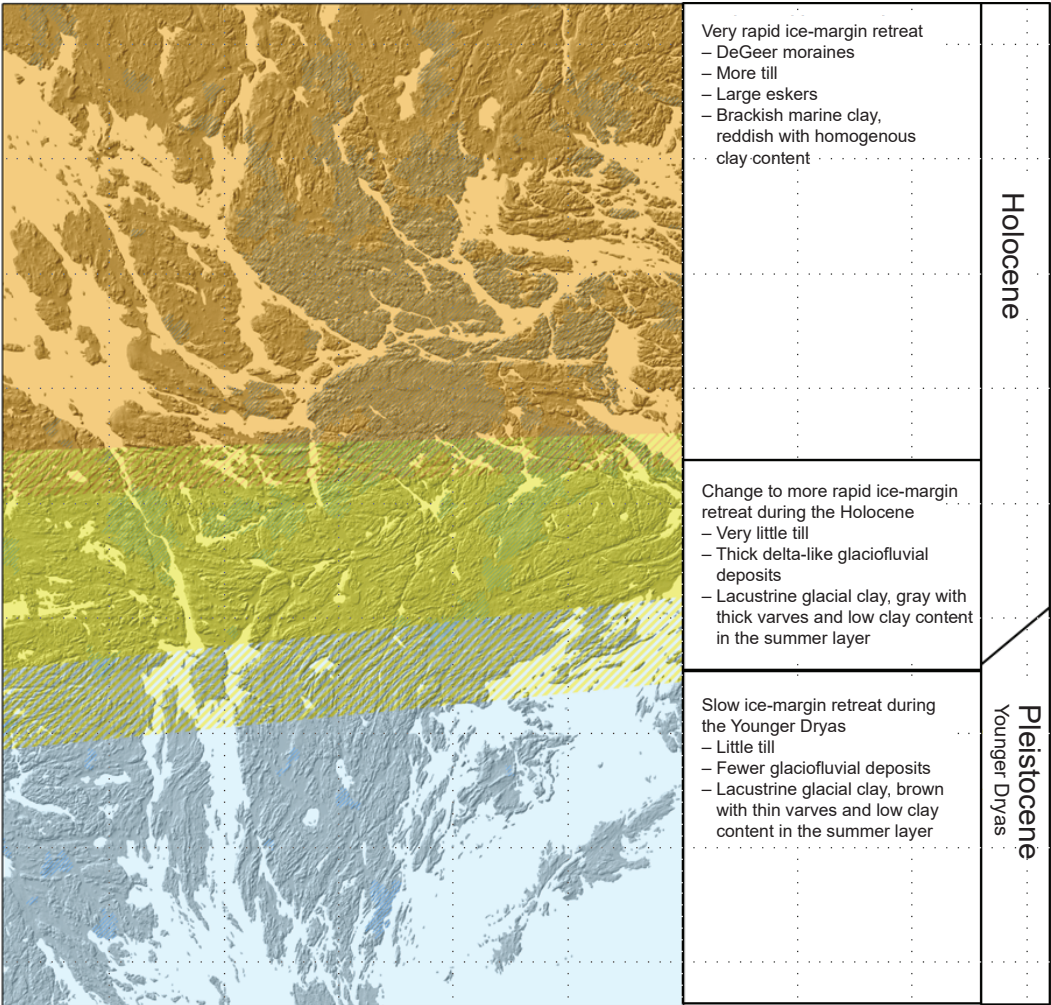 Very rapid ice-margin retreat
– DeGeer moraines
– More till
– Large eskers
– Brackish marine clay,
reddish with homogenous
clay content
Holocene
Change to more rapid ice-margin
retreat during the Holocene
– Very little till
– Thick delta-like glaciofluvial
deposits
– Lacustrine glacial clay, gray with
thick varves and low clay content
in the summer layer
Slow ice-margin retreat during
the Younger Dryas
– Little till
– Fewer glaciofluvial deposits
– Lacustrine glacial clay, brown
with thin varves and low clay
content in the summer layer
Pleistocene
Younger Dryas